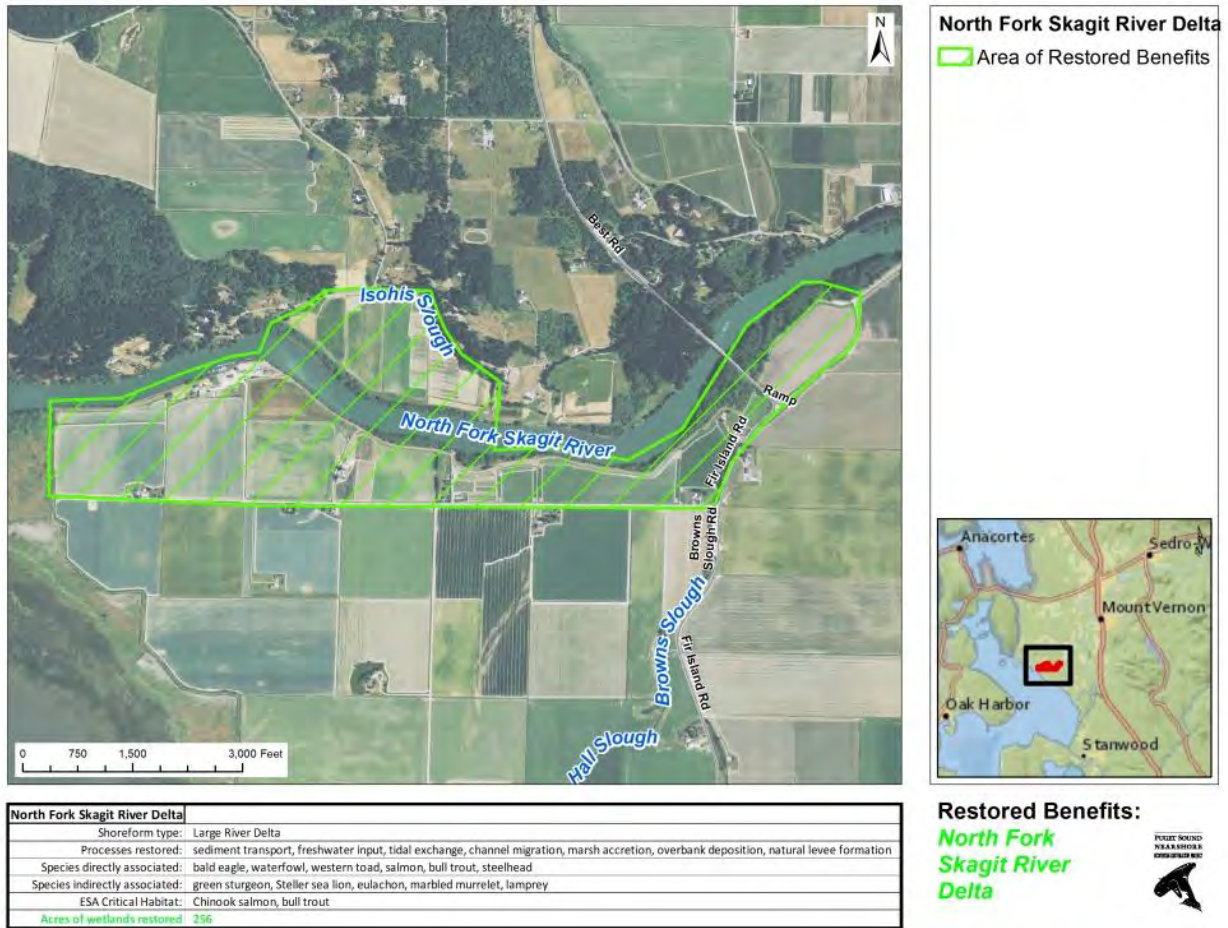 N
Best Rd
Isohis Slough
Ramp
North Fork Skagit River
Fir Island Rd
Browns
Slough Rd
Browns Slough
Fir Island Rd
Hall Slough
0 750 1,500 3,000 Feet
North Fork Skagit River Delta
Area of Restored Benefits
Anacortes
Sedro-W
Mount Vernon
Oak Harbor
Stanwood
North Fork Skagit River Delta
Shoreform type: Large River Delta
Processes restored: sediment transport, freshwater input, tidal exchange, channel migration, marsh accretion, overbank deposition, natural levee formation
Species directly associated: bald eagle, waterfowl, western toad, salmon, bull trout, steelhead
Species indirectly associated: green sturgeon, Steller sea lion, eulachon, marbled murrelet, lamprey
ESA Critical Habitat: Chinook salmon, bull trout
Acres of wetlands restored 256
Restored Benefits:
North Fork
Skagit River
Delta
PUGET SOUND
NEARSHORE